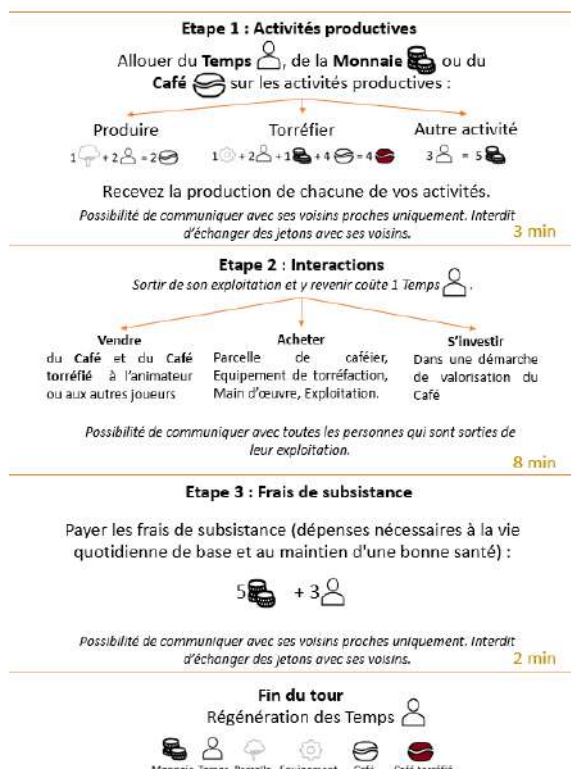 Etape 1 : Activités productives
Allouer du Temps , de la Monnaie ou du
Café sur les activités productives :
Produire Torréfier Autre activité
1 + 2 = 2 1 + 2 + 1 + 4 = 4 3 = 5
Recevez la production de chacune de vos activités.
Possibilité de communiquer avec ses voisins proches uniquement. Interdit
d'échanger des jetons avec ses voisins. 3 min
Etape 2 : Interactions
Sortir de son exploitation et y revenir coûte 1 Temps .
Vendre
du Café et du Café
torréfié à l'animateur
ou aux autres joueurs
Acheter
Parcelle de caféier,
Equipement de torréfaction,
Main d'œuvre, Exploitation.
S'investir
Dans une démarche
de valorisation du
Café
Possibilité de communiquer avec toutes les personnes qui sont sorties de
leur exploitation.
8 min
Etape 3 : Frais de subsistance
Payer les frais de subsistance (dépenses nécessaires à la vie
quotidienne de base et au maintien d'une bonne santé) :
5 + 3
Possibilité de communiquer avec ses voisins proches uniquement. Interdit
d'échanger des jetons avec ses voisins. 2 min
Fin du tour
Régénération des Temps
Monnaie Temps Parcelle Equipement Café Café torréfié